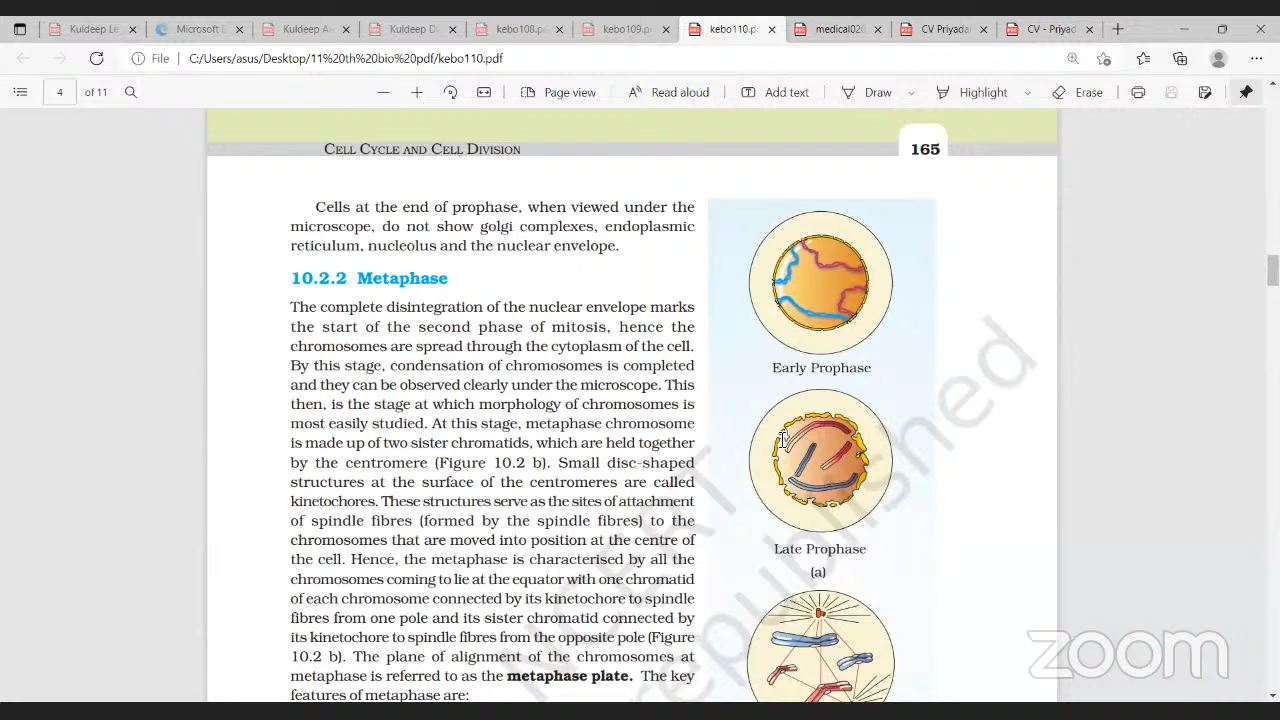 Kuldeep Le
Microsoft E
Kuldeep A
Kuldeep D
kebo108.p
kebo109.p
kebo110.p
medical020
CV Priyada
CV - Priyad
File C:/Users/asus/Desktop/11%20th%20bio%20pdf/kebo110.pdf
4 of 11 Page view Read aloud Add text Draw Highlight Erase
CELL CYCLE AND CELL DIVISION 165
Cells at the end of prophase, when viewed under the
microscope, do not show golgi complexes, endoplasmic
reticulum, nucleolus and the nuclear envelope.
10.2.2 Metaphase
The complete disintegration of the nuclear envelope marks
the start of the second phase of mitosis, hence the
chromosomes are spread through the cytoplasm of the cell.
By this stage, condensation of chromosomes is completed
and they can be observed clearly under the microscope. This
then, is the stage at which morphology of chromosomes is
most easily studied. At this stage, metaphase chromosome
is made up of two sister chromatids, which are held together
by the centromere (Figure 10.2 b). Small disc-shaped
structures at the surface of the centromeres are called
kinetochores. These structures serve as the sites of attachment
of spindle fibres (formed by the spindle fibres) to the
chromosomes that are moved into position at the centre of
the cell. Hence, the metaphase is characterised by all the
chromosomes coming to lie at the equator with one chromatid
of each chromosome connected by its kinetochore to spindle
fibres from one pole and its sister chromatid connected by
its kinetochore to spindle fibres from the opposite pole (Figure
10.2 b). The plane of alignment of the chromosomes at
metaphase is referred to as the metaphase plate. The key
features of metaphase are:
Early Prophase
Late Prophase
(a)
NCERT
republished
zoom